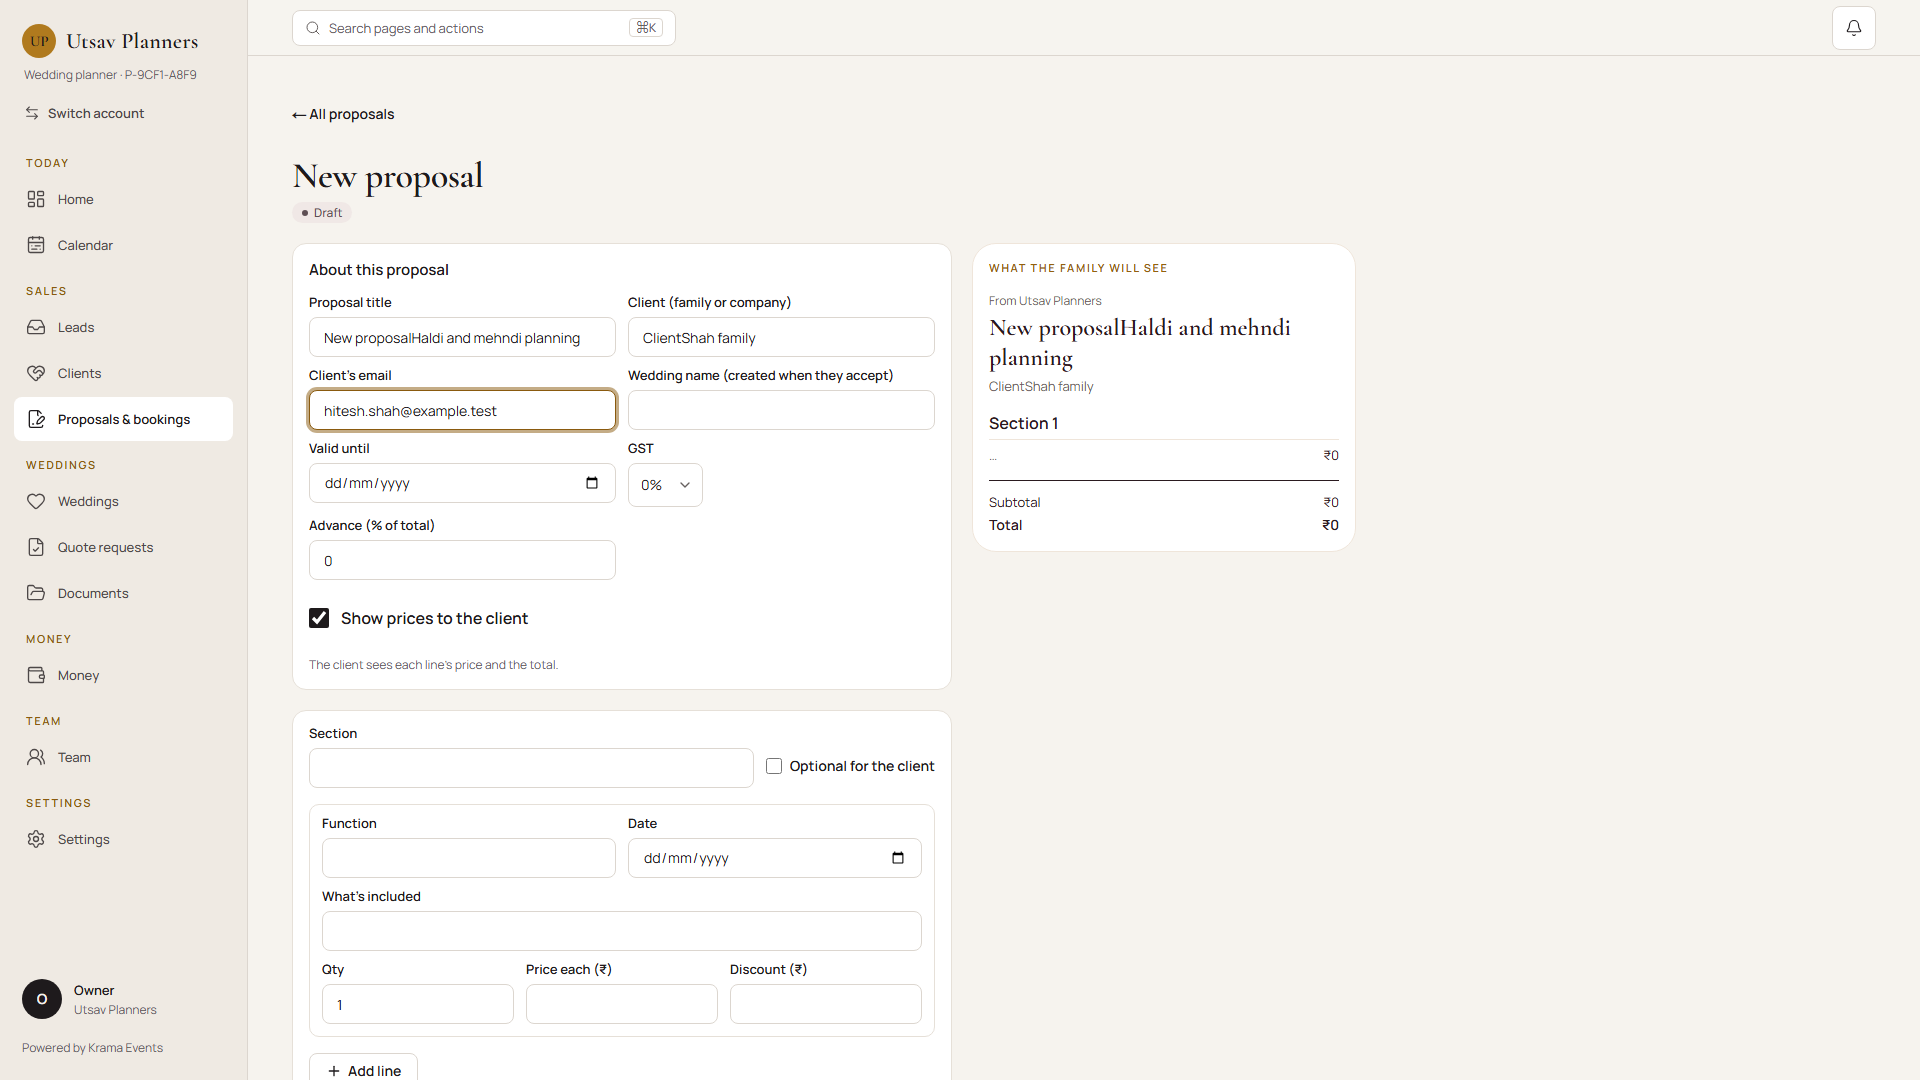 UP
Utsav Planners
Wedding planner · P-9CF1-A8F9
Switch account
TODAY
Home
Calendar
SALES
Leads
Clients
Proposals & bookings
WEDDINGS
Weddings
Quote requests
Documents
MONEY
Money
TEAM
Team
SETTINGS
Settings
O
Owner
Utsav Planners
Powered by Krama Events
Search pages and actions
⌘K
← All proposals
New proposal
Draft
About this proposal
Proposal title
New proposalHaldi and mehndi planning
Client (family or company)
ClientShah family
Client's email
hitesh.shah@example.test
Wedding name (created when they accept)
Valid until
dd/mm/yyyy
GST
0%
Advance (% of total)
0
Show prices to the client
The client sees each line's price and the total.
Section
Optional for the client
Function
Date
dd/mm/yyyy
What's included
Qty
1
Price each (₹)
Discount (₹)
+ Add line
WHAT THE FAMILY WILL SEE
From Utsav Planners
New proposalHaldi and mehndi
planning
ClientShah family
Section 1
... ₹0
Subtotal ₹0
Total ₹0